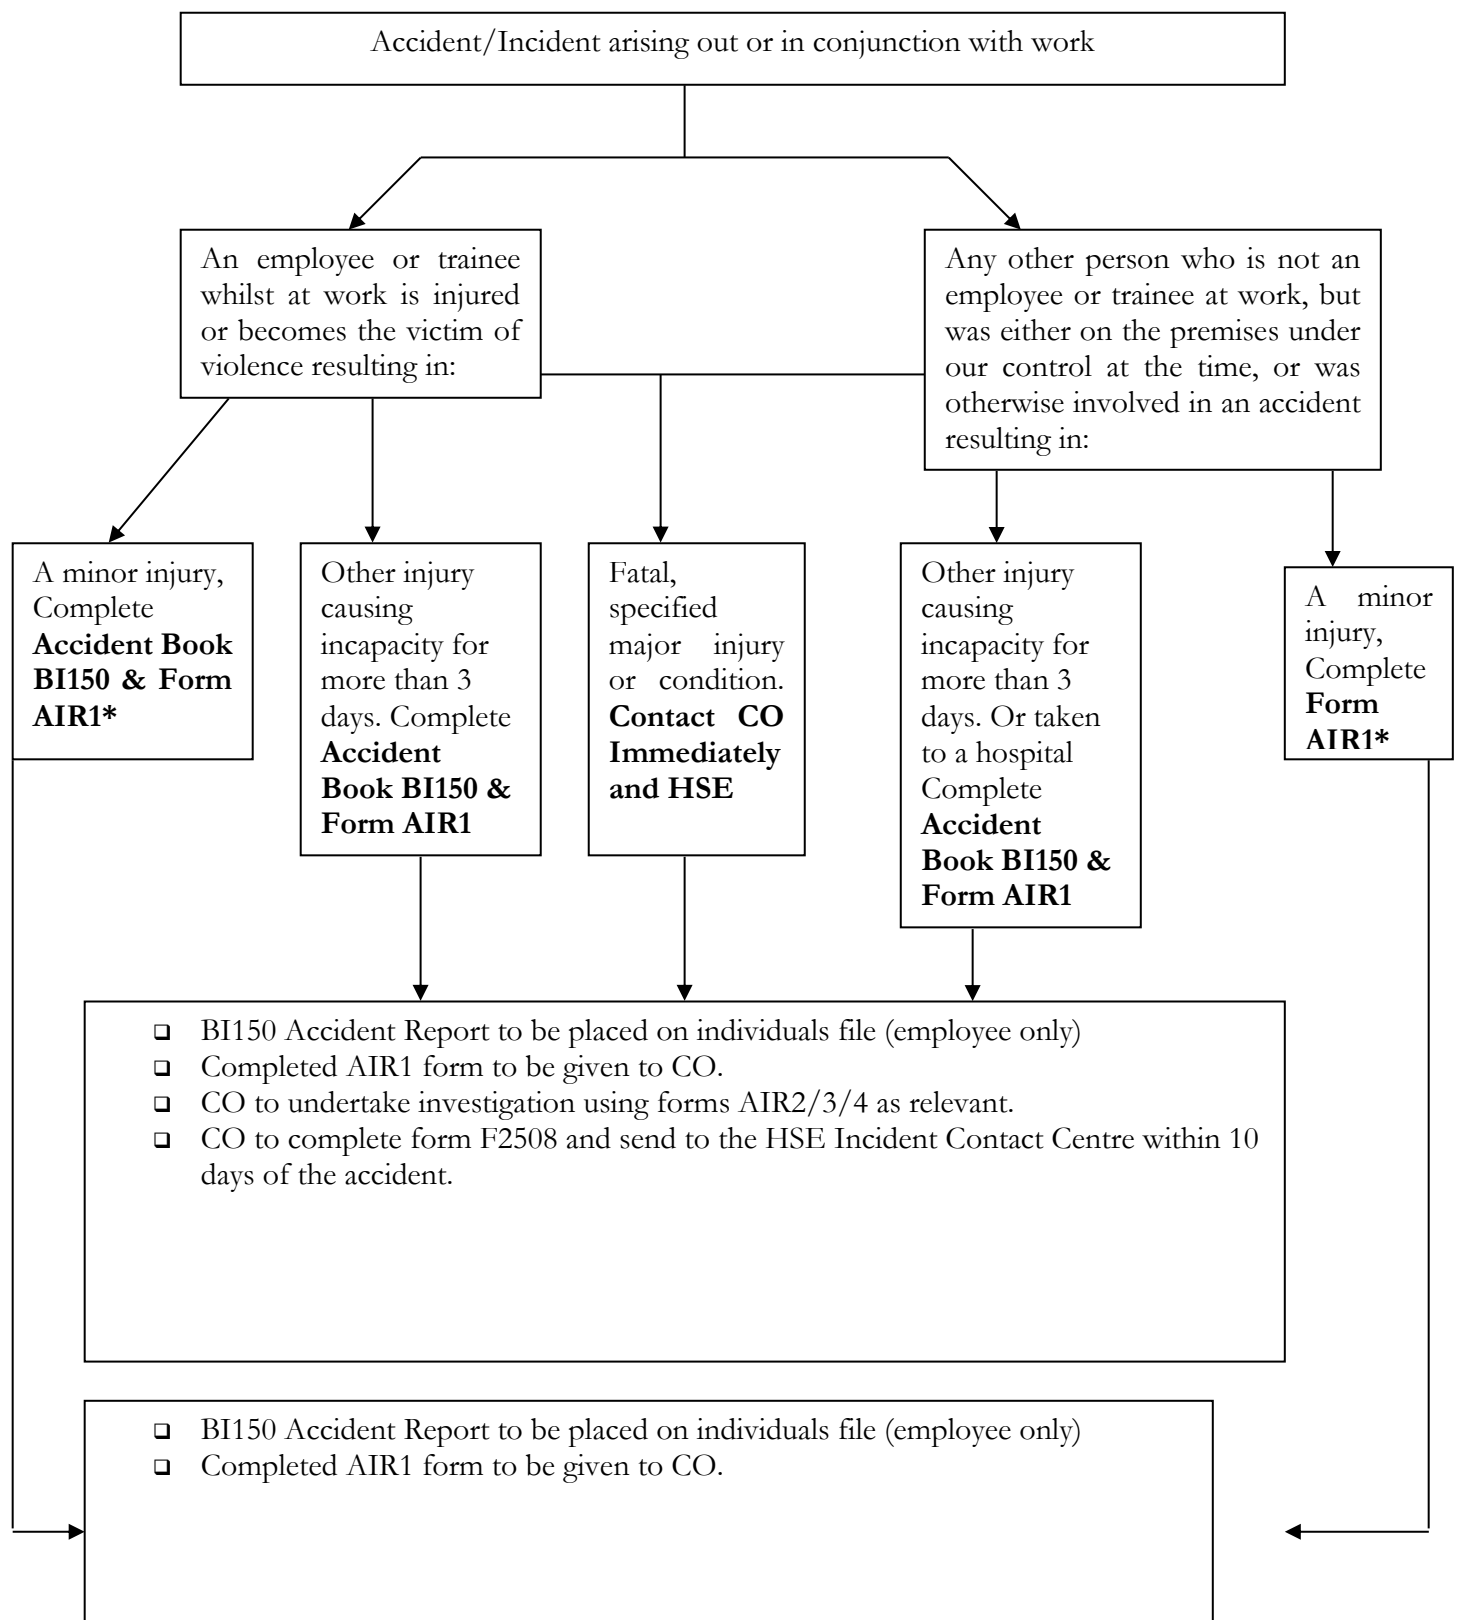 Accident/Incident arising out or in conjunction with work
An employee or trainee
whilst at work is injured
or becomes the victim of
violence resulting in:
Any other person who is not an
employee or trainee at work, but
was either on the premises under
our control at the time, or was
otherwise involved in an accident
resulting in:
A minor injury,
Complete
Accident Book
BI150 & Form
AIR1*
Other injury
causing
incapacity for
more than 3
days. Complete
Accident
Book BI150 &
Form AIR1
Fatal,
specified
major injury
or condition.
Contact CO
Immediately
and HSE
Other injury
causing
incapacity for
more than 3
days. Or taken
to a hospital
Complete
Accident
Book BI150 &
Form AIR1
A minor
injury,
Complete
Form
AIR1*
❑ BI150 Accident Report to be placed on individuals file (employee only)
❑ Completed AIR1 form to be given to CO.
❑ CO to undertake investigation using forms AIR2/3/4 as relevant.
❑ CO to complete form F2508 and send to the HSE Incident Contact Centre within 10
days of the accident.
❑ BI150 Accident Report to be placed on individuals file (employee only)
❑ Completed AIR1 form to be given to CO.